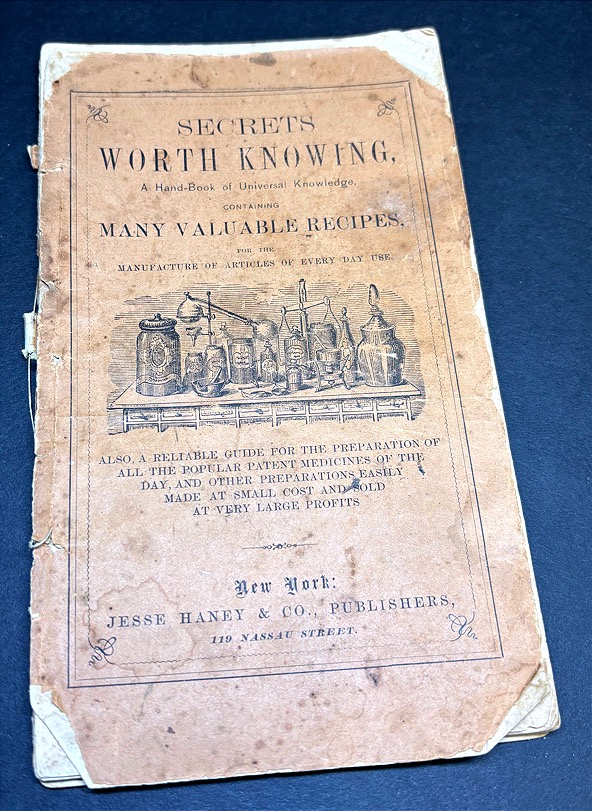 SECRETS
WORTH KNOWING,
A Hand-Book of Universal Knowledge,
CONTAINING
MANY VALUABLE RECIPES,
FOR THE
MANUFACTURE OF ARTICLES OF EVERY DAY USE.
ALSO, A RELIABLE GUIDE FOR THE PREPARATION OF
ALL THE POPULAR PATENT MEDICINES OF THE
DAY, AND OTHER PREPARATIONS EASILY
MADE AT SMALL COST AND SOLD
AT VERY LARGE PROFITS
New York:
JESSE HANEY & CO., PUBLISHERS,
119 NASSAU STREET.